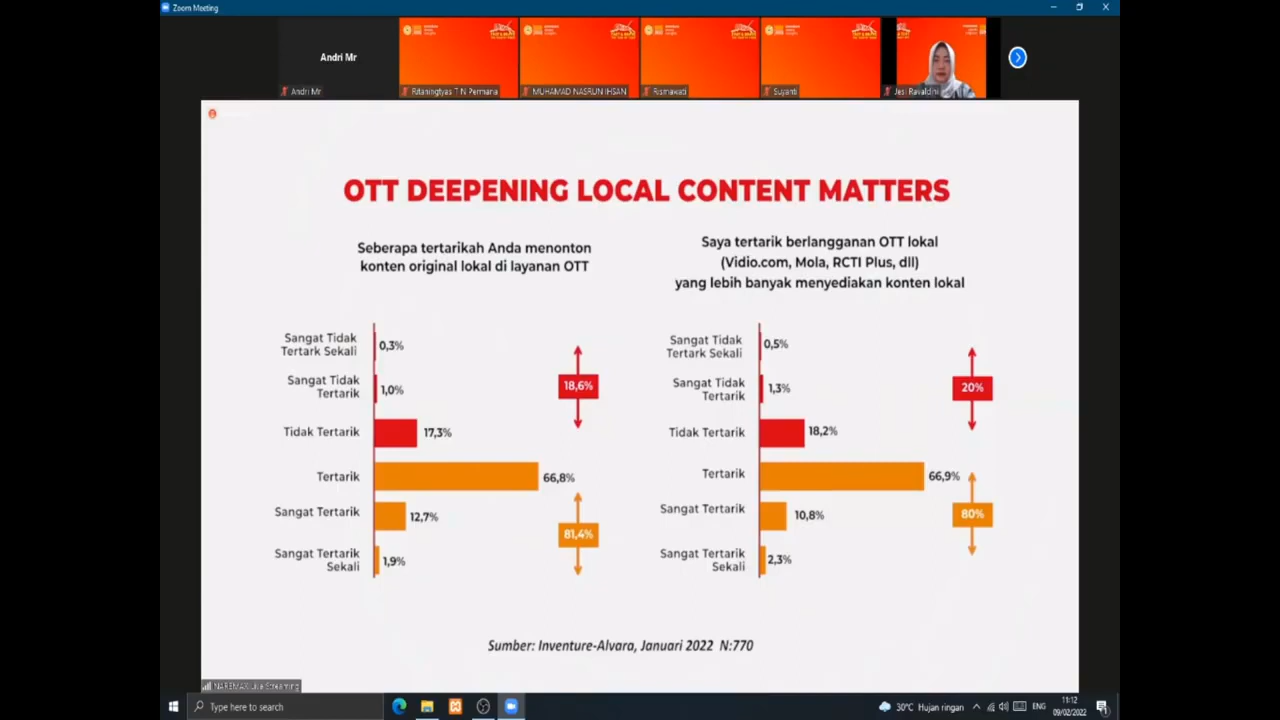 Zoom Meeting
Andri Mr
Andri Mr
Ritaningtyas T N Permana
MUHAMAD NASRUN IHSAN
Rismawati
Suyanti
Jesi Ravaldini
OTT DEEPENING LOCAL CONTENT MATTERS
Seberapa tertarikah Anda menonton
konten original lokal di layanan OTT
Sangat Tidak
Tertark Sekali
0,3%
Sangat Tidak
Tertarik
1,0%
Tidak Tertarik
17,3%
Tertarik
66,8%
Sangat Tertarik
12,7%
Sangat Tertarik
Sekali
1,9%
18,6%
81,4%
Saya tertarik berlangganan OTT lokal
(Vidio.com, Mola, RCTI Plus, dll)
yang lebih banyak menyediakan konten lokal
Sangat Tidak
Tertark Sekali
0,5%
Sangat Tidak
Tertarik
1,3%
Tidak Tertarik
18,2%
Tertarik
66,9%
Sangat Tertarik
10,8%
Sangat Tertarik
Sekali
2,3%
20%
80%
Sumber: Inventure-Alvara, Januari 2022 N:770
Live Streaming
Type here to search
30°C Hujan ringan
ENG
11:12
09/02/2022